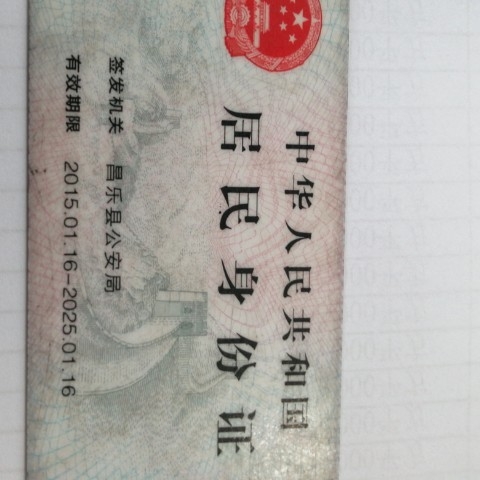 中华人民共和国
居民身份证
签发机关 昌乐县公安局
有效期限 2015.01.16-2025.01.16